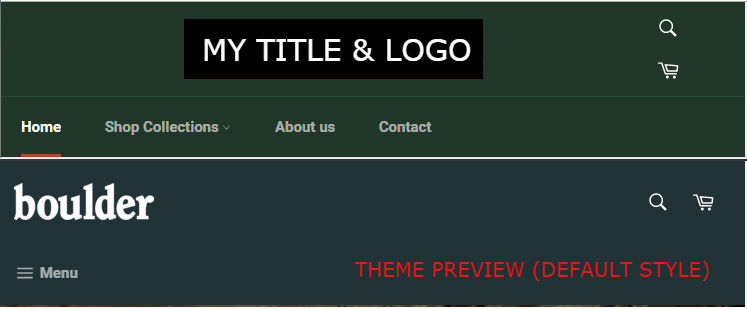 MY TITLE & LOGO
Home Shop Collections About us Contact
boulder
Menu THEME PREVIEW (DEFAULT STYLE)